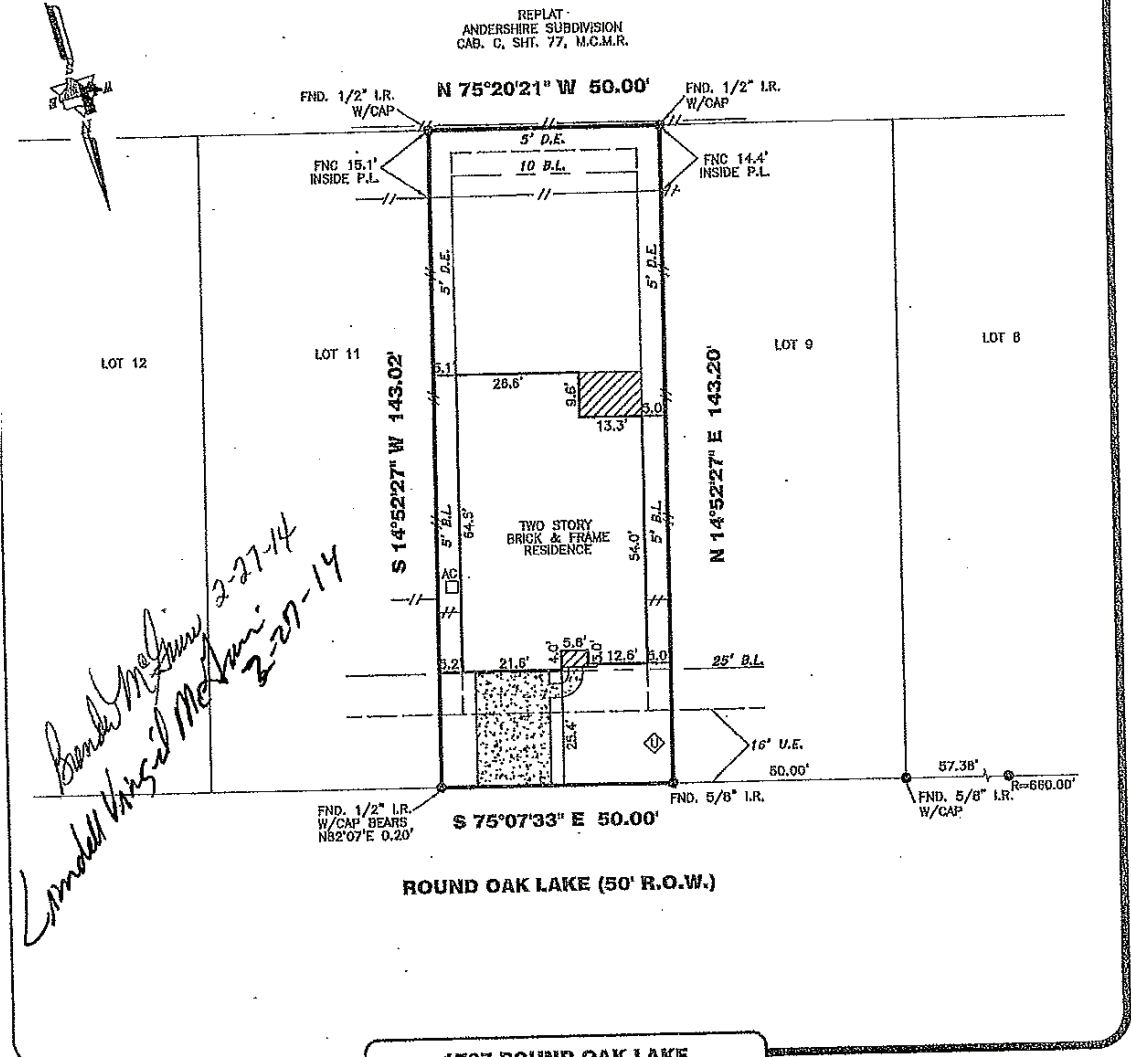 REPLAT
ANDERSHIRE SUBDIVISION
CAB. C, SHT. 77, M.C.M.R.
N 75°20'21" W 50.00'
FND. 1/2" I.R.
W/CAP
FND. 1/2" I.R.
W/CAP
5' D.E.
10 B.L.
FNC 15.1'
INSIDE P.L.
FNC 14.4'
INSIDE P.L.
5' D.E.
5' D.E.
LOT 12
LOT 11
LOT 9
LOT 8
S 14°52'27" W 143.02'
N 14°52'27" E 143.20'
5.1'
26.6'
9.6'
13.3'
5.0
5' B.L.
64.5'
TWO STORY
BRICK & FRAME
RESIDENCE
54.0'
5' B.L.
AC
5.2'
21.6'
4.0'
5.6'
5.0'
12.6'
5.0
25' B.L.
25.4'
U
16' U.E.
50.00'
57.38'
R=660.00'
FND. 1/2" I.R.
W/CAP BEARS
N82°07'E 0.20'
S 75°07'33" E 50.00'
FND. 5/8" I.R.
FND. 5/8" I.R.
W/CAP
2-27-14
2-27-14
ROUND OAK LAKE (50' R.O.W.)
ROUND OAK LAKE